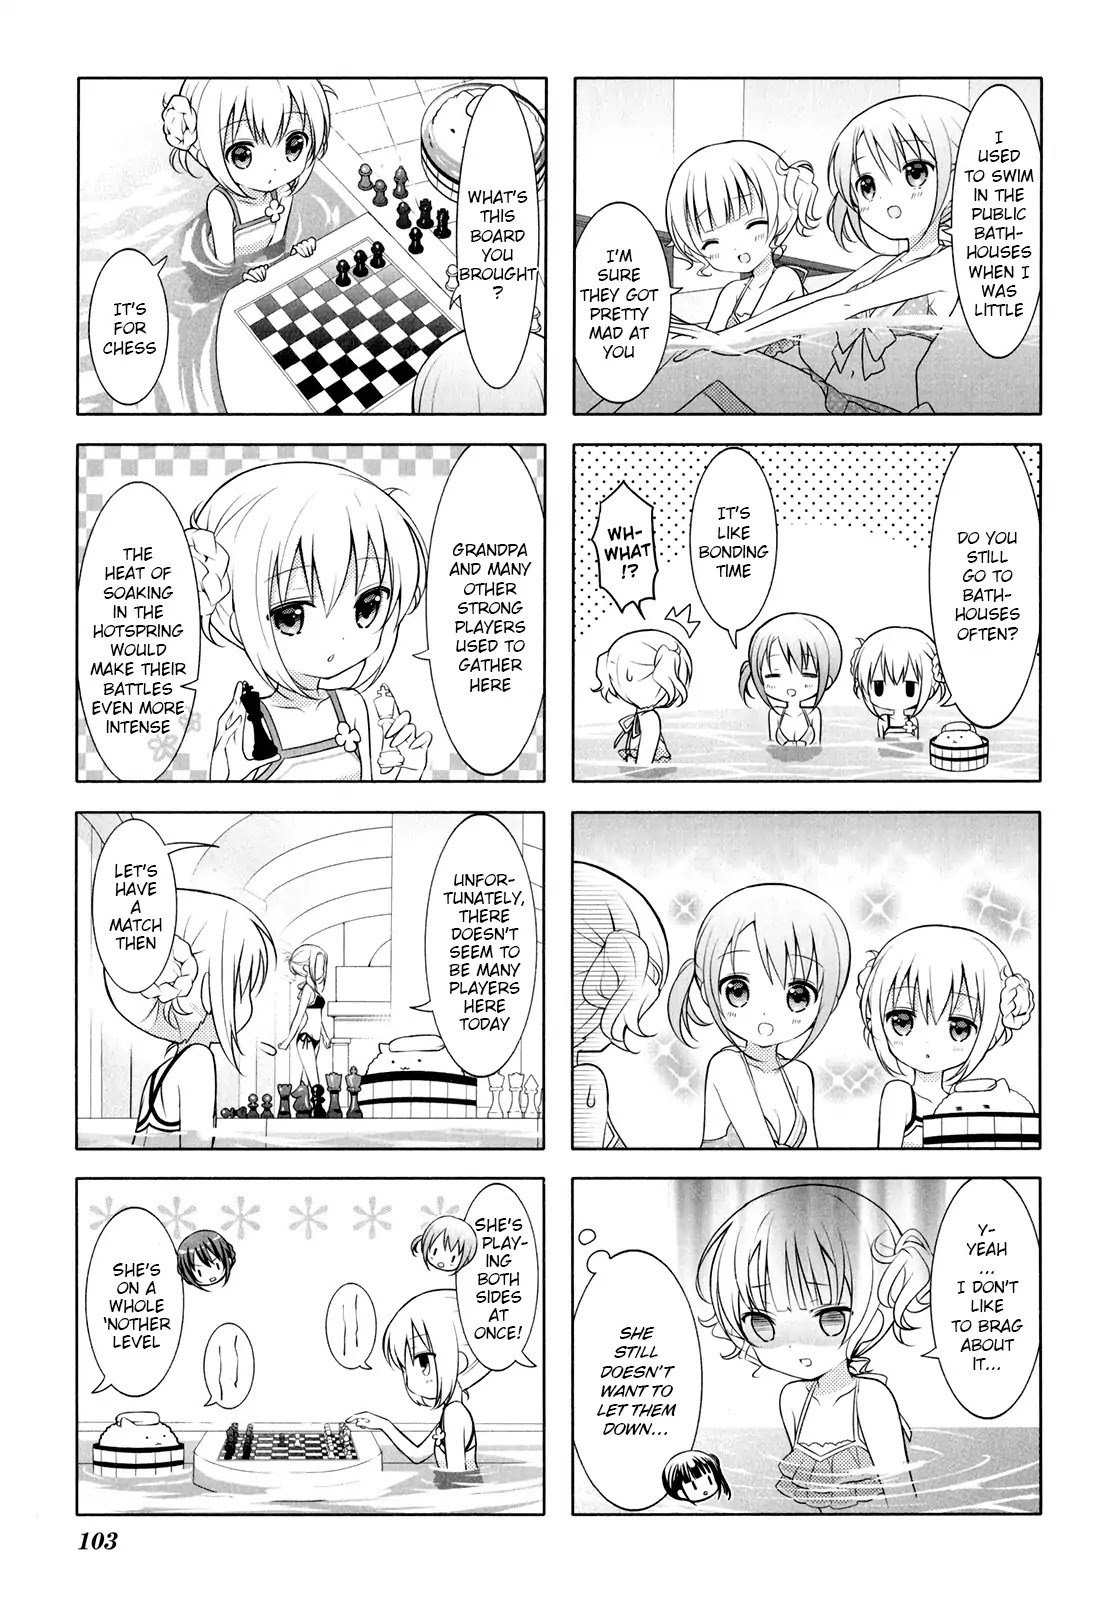 I
USED
TO SWIM
IN THE
PUBLIC
BATH-
HOUSES
WHEN I
WAS
LITTLE
I'M
SURE
THEY GOT
PRETTY
MAD AT
YOU
DO YOU
STILL
GO TO
BATH-
HOUSES
OFTEN?
IT'S
LIKE
BONDING
TIME
WH-
WHAT
!?
Y-
YEAH
...
I DON'T
LIKE
TO BRAG
ABOUT
IT...
SHE
STILL
DOESN'T
WANT TO
LET THEM
DOWN...
WHAT'S
THIS
BOARD
YOU
BROUGHT
?
IT'S
FOR
CHESS
GRANDPA
AND MANY
OTHER
STRONG
PLAYERS
USED TO
GATHER
HERE
THE
HEAT OF
SOAKING
IN THE
HOTSPRING
WOULD
MAKE THEIR
BATTLES
EVEN MORE
INTENSE
UNFOR-
TUNATELY,
THERE
DOESN'T
SEEM TO
BE MANY
PLAYERS
HERE
TODAY
LET'S
HAVE
A
MATCH
THEN
SHE'S
PLAY-
ING
BOTH
SIDES
AT
ONCE!
SHE'S
ON A
WHOLE
'NOTHER
LEVEL
103